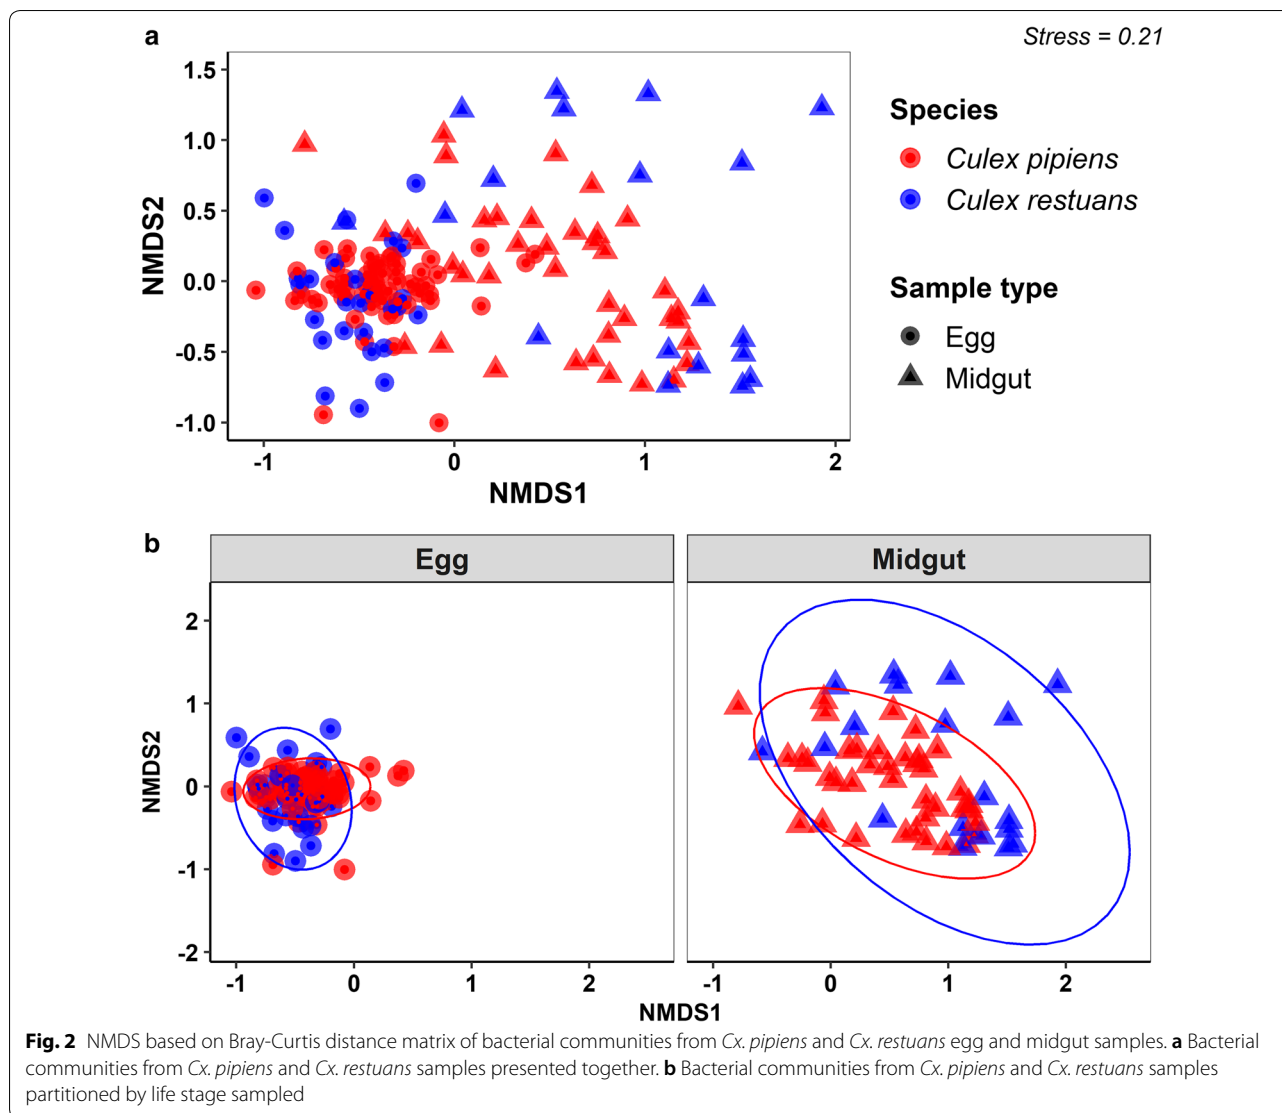 a
Stress = 0.21
1.5
1.0
0.5
0.0
-0.5
-1.0
NMDS2
-1 0 1 2
NMDS1
Species
Culex pipiens
Culex restuans
Sample type
Egg
Midgut
b
Egg Midgut
2
1
0
-1
-2
NMDS2
-1 0 1 2 -1 0 1 2
NMDS1
Fig. 2 NMDS based on Bray-Curtis distance matrix of bacterial communities from Cx. pipiens and Cx. restuans egg and midgut samples. a Bacterial
communities from Cx. pipiens and Cx. restuans samples presented together. b Bacterial communities from Cx. pipiens and Cx. restuans samples
partitioned by life stage sampled